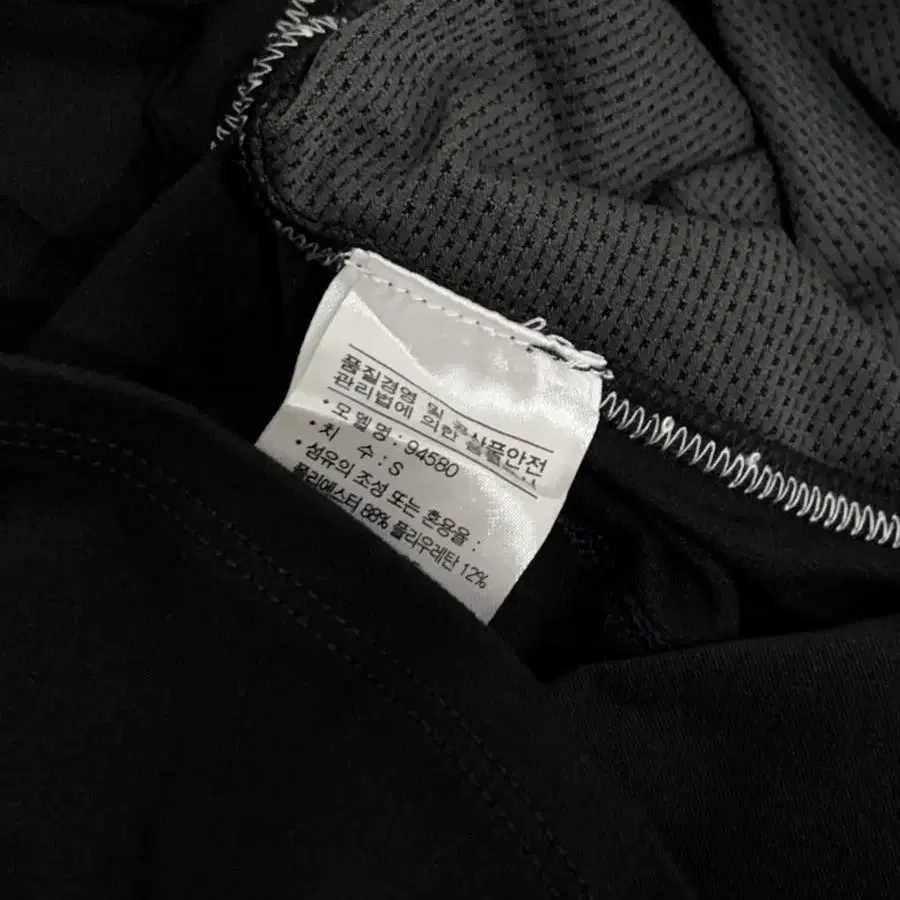 품질경영 및 공산품안전
관리법에 의한
· 모델명 : 94580
· 치 수 : S
· 섬유의 조성 또는 혼용율 :
폴리에스터 88% 폴리우레탄 12%